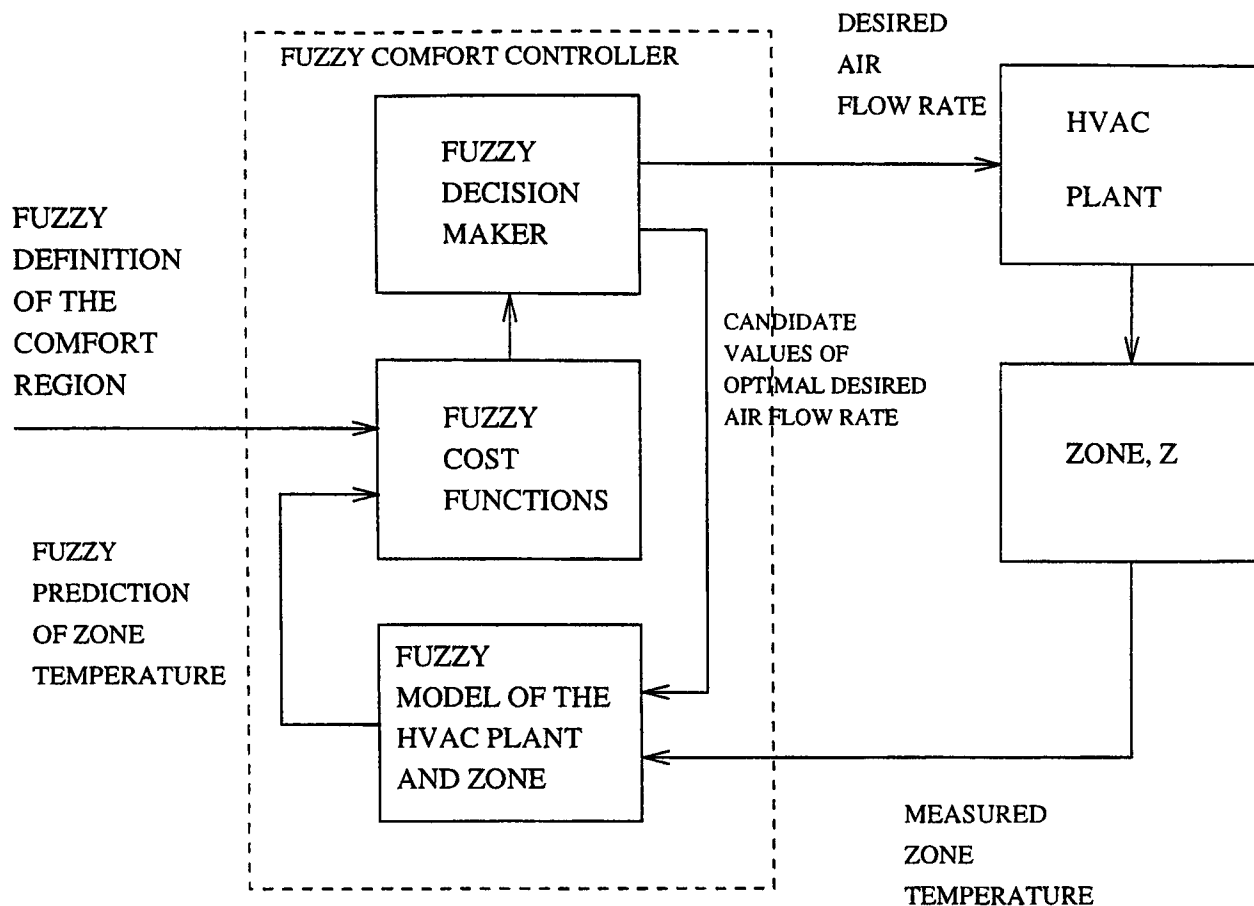 FUZZY COMFORT CONTROLLER
DESIRED
AIR
FLOW RATE
FUZZY
DECISION
MAKER
HVAC
PLANT
FUZZY
DEFINITION
OF THE
COMFORT
REGION
CANDIDATE
VALUES OF
OPTIMAL DESIRED
AIR FLOW RATE
FUZZY
COST
FUNCTIONS
ZONE, Z
FUZZY
PREDICTION
OF ZONE
TEMPERATURE
FUZZY
MODEL OF THE
HVAC PLANT
AND ZONE
MEASURED
ZONE
TEMPERATURE